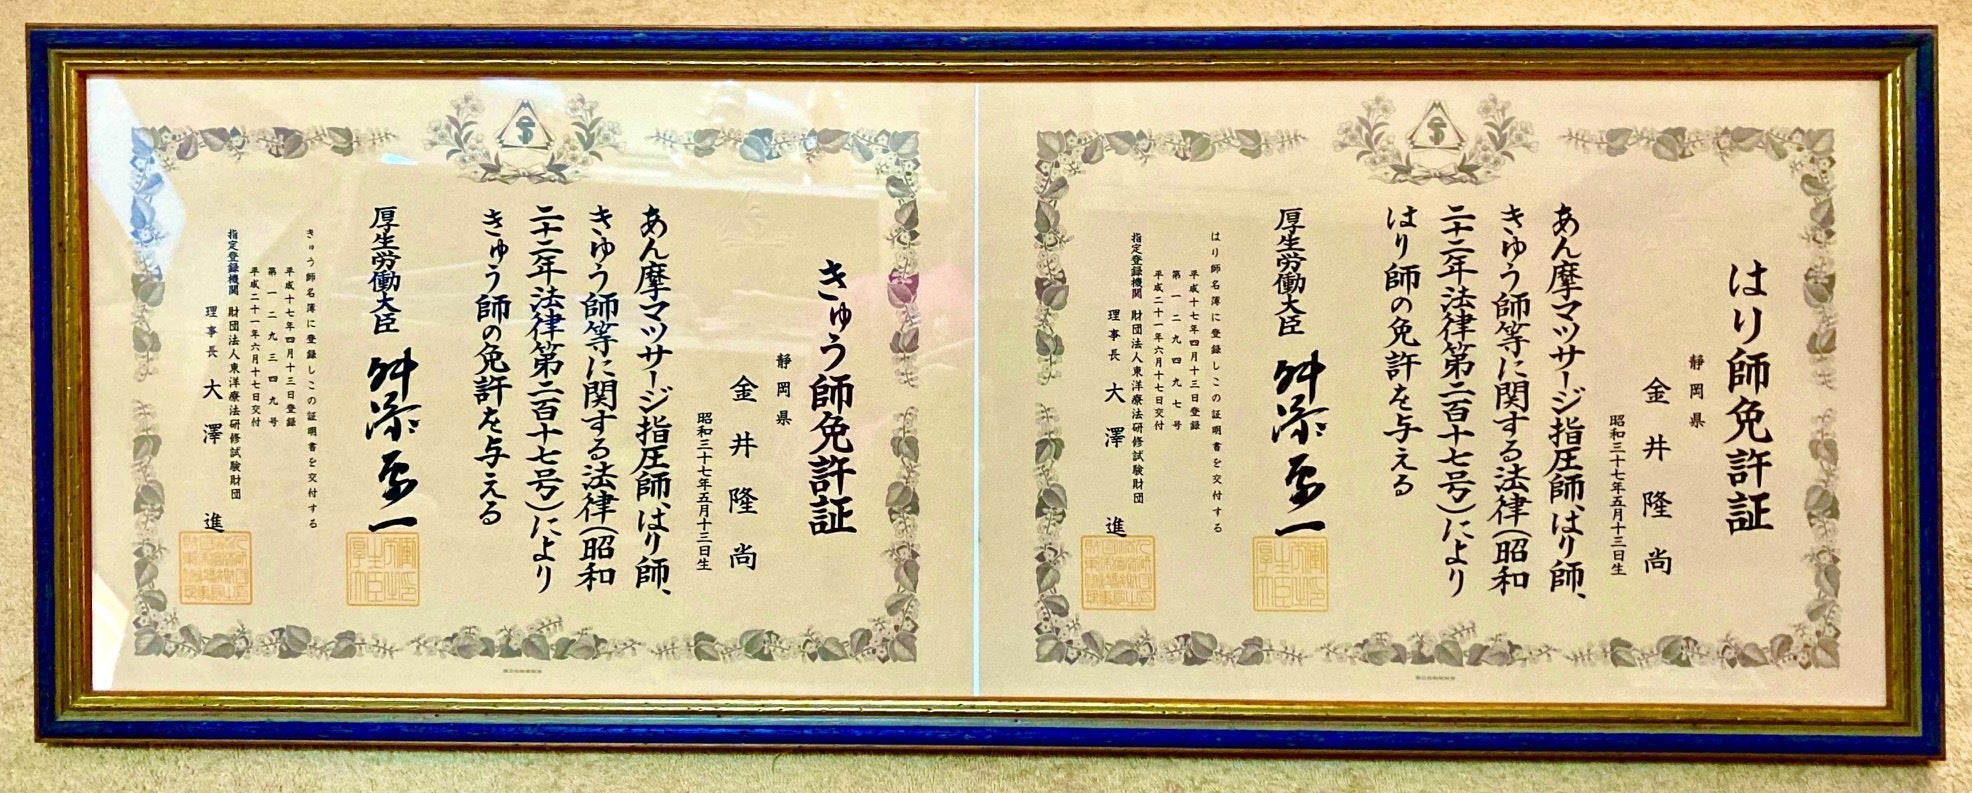 はり師免許証
静岡県
金井隆尚
昭和三十七年五月十三日生
あん摩マツサージ指圧師、はり師、
きゆう師等に関する法律(昭和
二十二年法律第二百十七号)により
はり師の免許を与える
厚生労働大臣 舛添要一
はり師名簿に登録しこの証明書を交付する
平成十七年四月十三日登録
第一二九四九七号
平成二十一年六月十七日交付
指定登録機関 財団法人東洋療法研修試験財団
理事長 大澤進
きゅう師免許証
静岡県
金井隆尚
昭和三十七年五月十三日生
あん摩マツサージ指圧師、はり師、
きゆう師等に関する法律(昭和
二十二年法律第二百十七号)により
きゅう師の免許を与える
厚生労働大臣 舛添要一
きゅう師名簿に登録しこの証明書を交付する
平成十七年四月十三日登録
第一二九三四九号
平成二十一年六月十七日交付
指定登録機関 財団法人東洋療法研修試験財団
理事長 大澤進